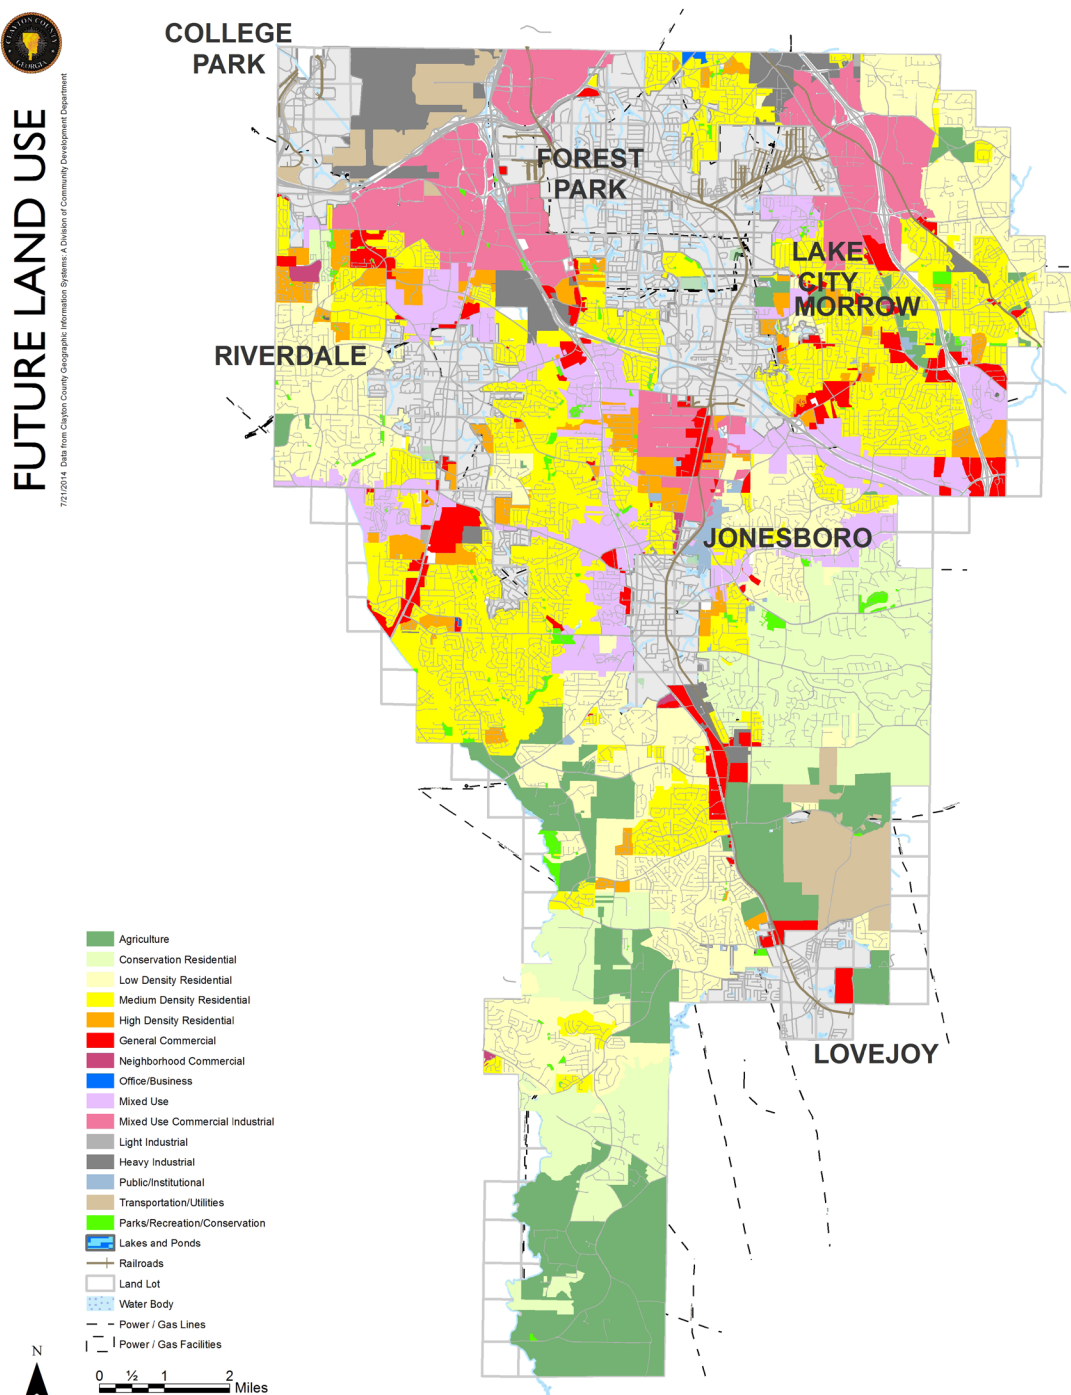 CLAYTON COUNTY
GEORGIA
FUTURE LAND USE
7/21/2014 Data from Clayton County Geographic Information Systems: A Division of Community Development Department
COLLEGE
PARK
FOREST
PARK
LAKE
CITY
MORROW
RIVERDALE
JONESBORO
LOVEJOY
Agriculture
Conservation Residential
Low Density Residential
Medium Density Residential
High Density Residential
General Commercial
Neighborhood Commercial
Office/Business
Mixed Use
Mixed Use Commercial Industrial
Light Industrial
Heavy Industrial
Public/Institutional
Transportation/Utilities
Parks/Recreation/Conservation
Lakes and Ponds
Railroads
Land Lot
Water Body
Power / Gas Lines
Power / Gas Facilities
N
0 ½ 1 2
Miles